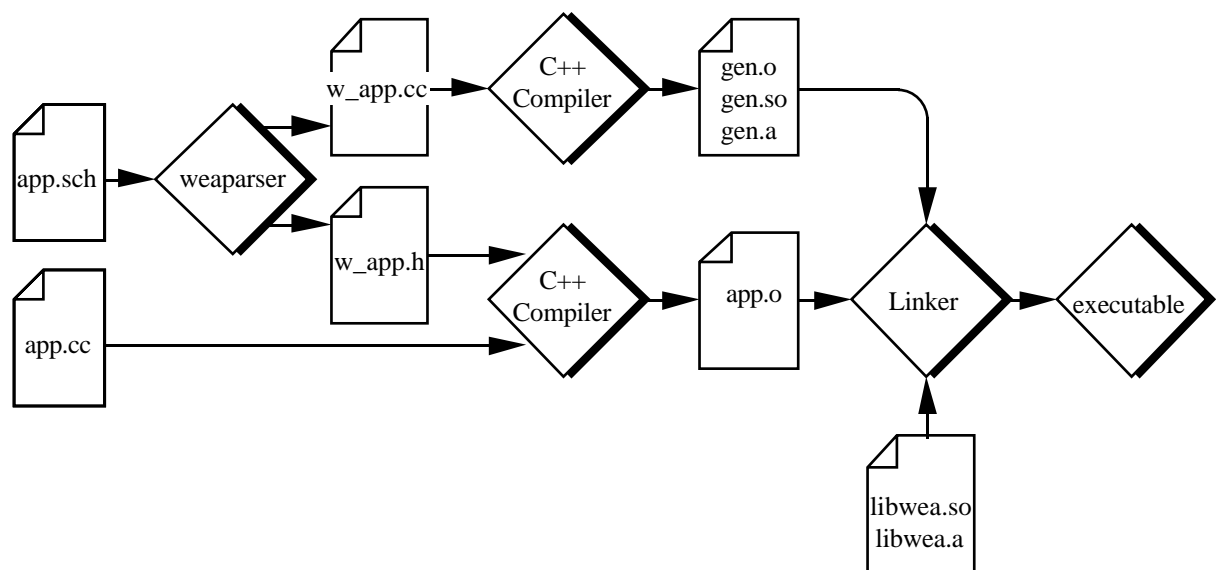 app.sch
weaparser
w_app.cc
C++
Compiler
gen.o
gen.so
gen.a
w_app.h
app.cc
C++
Compiler
app.o
Linker
executable
libwea.so
libwea.a